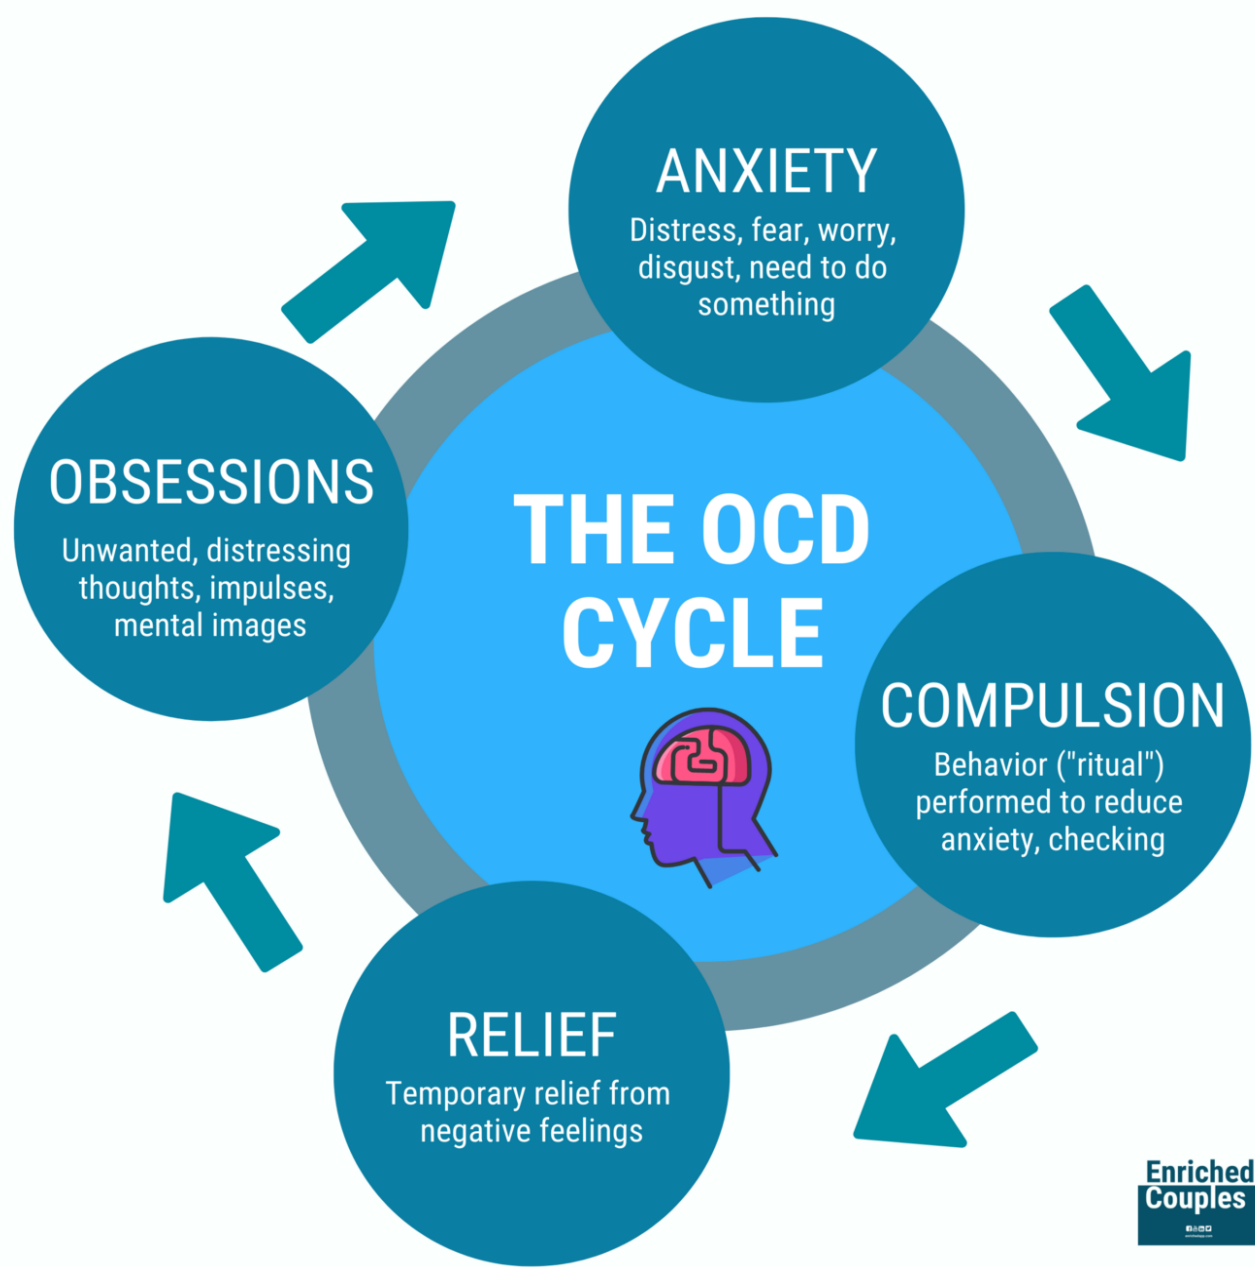 ANXIETY
Distress, fear, worry,
disgust, need to do
something
OBSESSIONS
Unwanted, distressing
thoughts, impulses,
mental images
THE OCD
CYCLE
COMPULSION
Behavior ("ritual")
performed to reduce
anxiety, checking
RELIEF
Temporary relief from
negative feelings
Enriched
Couples